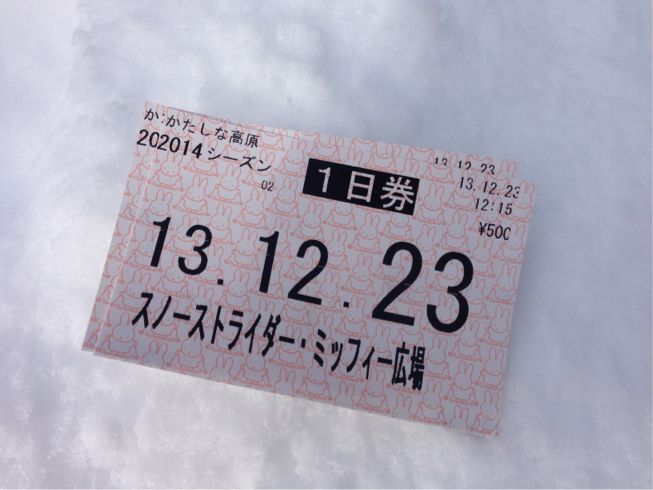 か:かたしな高原
202014シーズン
02
1日券
13.12.23
13.12.23
12:15
¥500
13.12.23
スノーストライダー・ミッフィー広場